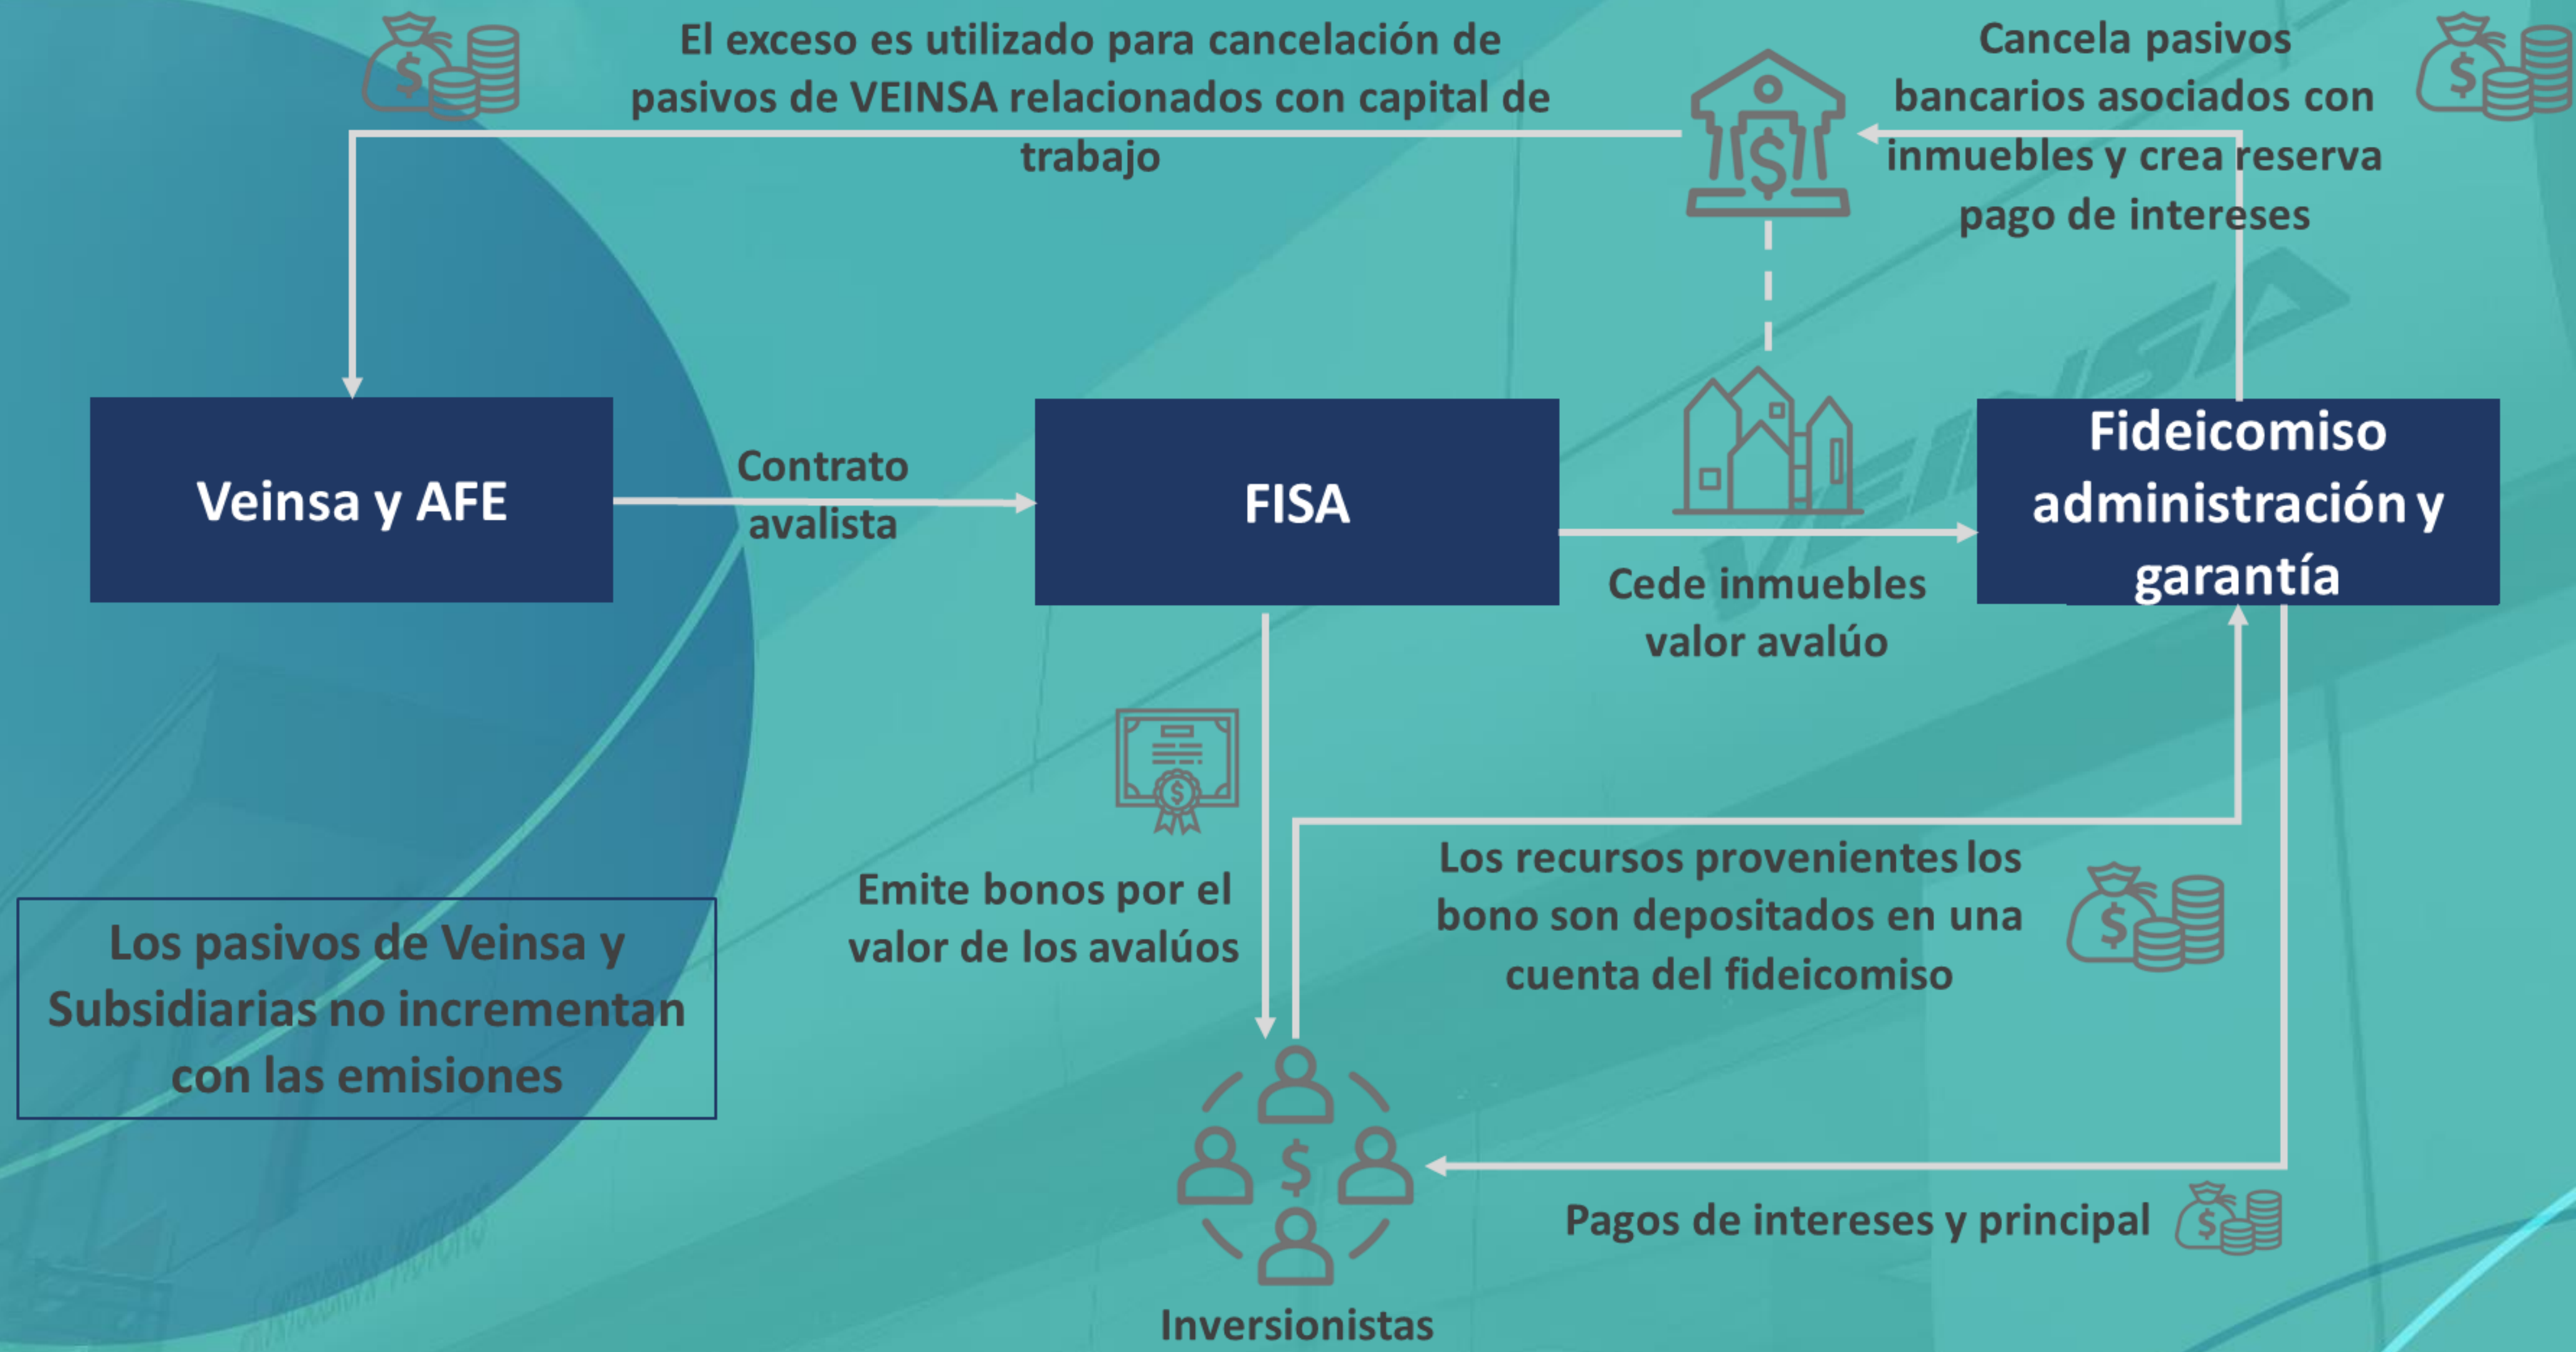 El exceso es utilizado para cancelación de
pasivos de VEINSA relacionados con capital de
trabajo
Cancela pasivos
bancarios asociados con
inmuebles y crea reserva
pago de intereses
VEINSA
Veinsa y AFE
Contrato
avalista
FISA
Cede inmuebles
valor avalúo
Fideicomiso
administración y
garantía
Emite bonos por el
valor de los avalúos
Los recursos provenientes los
bono son depositados en una
cuenta del fideicomiso
Los pasivos de Veinsa y
Subsidiarias no incrementan
con las emisiones
Pagos de intereses y principal
Inversionistas
MOTORS